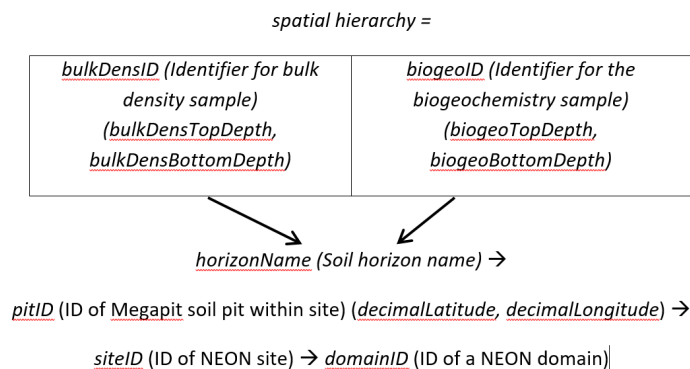 spatial hierarchy =
bulkDensID (Identifier for bulk
density sample)
(bulkDensTopDepth,
bulkDensBottomDepth)
biogeoID (Identifier for the
biogeochemistry sample)
(biogeoTopDepth,
biogeoBottomDepth)
horizonName (Soil horizon name) →
pitID (ID of Megapit soil pit within site) (decimalLatitude, decimalLongitude) →
siteID (ID of NEON site) → domainID (ID of a NEON domain)